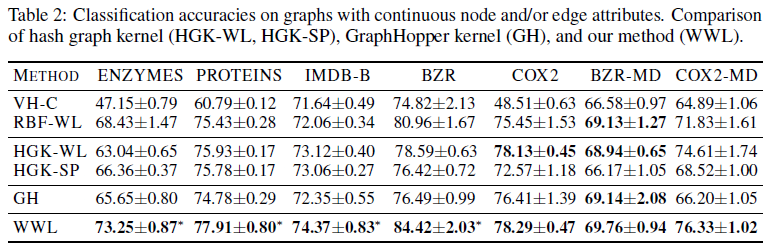 Table 2: Classification accuracies on graphs with continuous node and/or edge attributes. Comparison
of hash graph kernel (HGK-WL, HGK-SP), GraphHopper kernel (GH), and our method (WWL).
METHOD ENZYMES PROTEINS IMDB-B BZR COX2 BZR-MD COX2-MD
VH-C 47.15±0.79 60.79±0.12 71.64±0.49 74.82±2.13 48.51±0.63 66.58±0.97 64.89±1.06
RBF-WL 68.43±1.47 75.43±0.28 72.06±0.34 80.96±1.67 75.45±1.53 69.13±1.27 71.83±1.61
HGK-WL 63.04±0.65 75.93±0.17 73.12±0.40 78.59±0.63 78.13±0.45 68.94±0.65 74.61±1.74
HGK-SP 66.36±0.37 75.78±0.17 73.06±0.27 76.42±0.72 72.57±1.18 66.17±1.05 68.52±1.00
GH 65.65±0.80 74.78±0.29 72.35±0.55 76.49±0.99 76.41±1.39 69.14±2.08 66.20±1.05
WWL 73.25±0.87* 77.91±0.80* 74.37±0.83* 84.42±2.03* 78.29±0.47 69.76±0.94 76.33±1.02